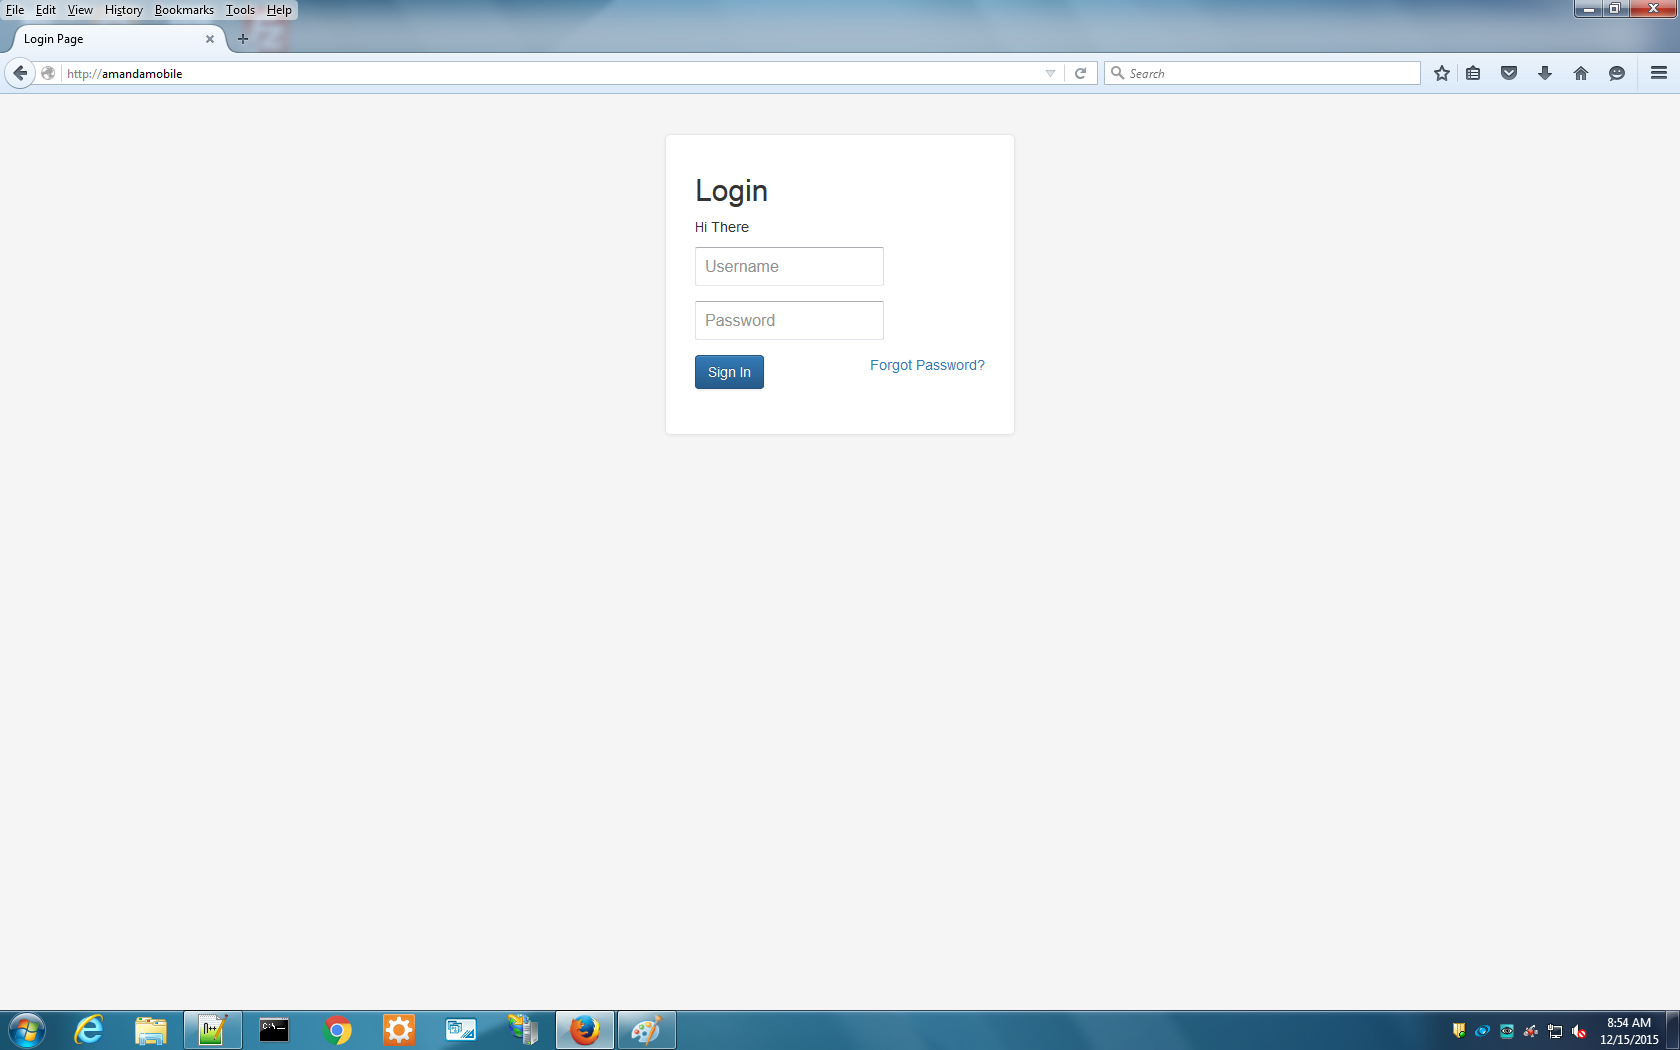 File Edit View History Bookmarks Tools Help
Login Page
http://amandamobile
Search
Login
Hi There
Username
Password
Sign In
Forgot Password?
8:54 AM
12/15/2015